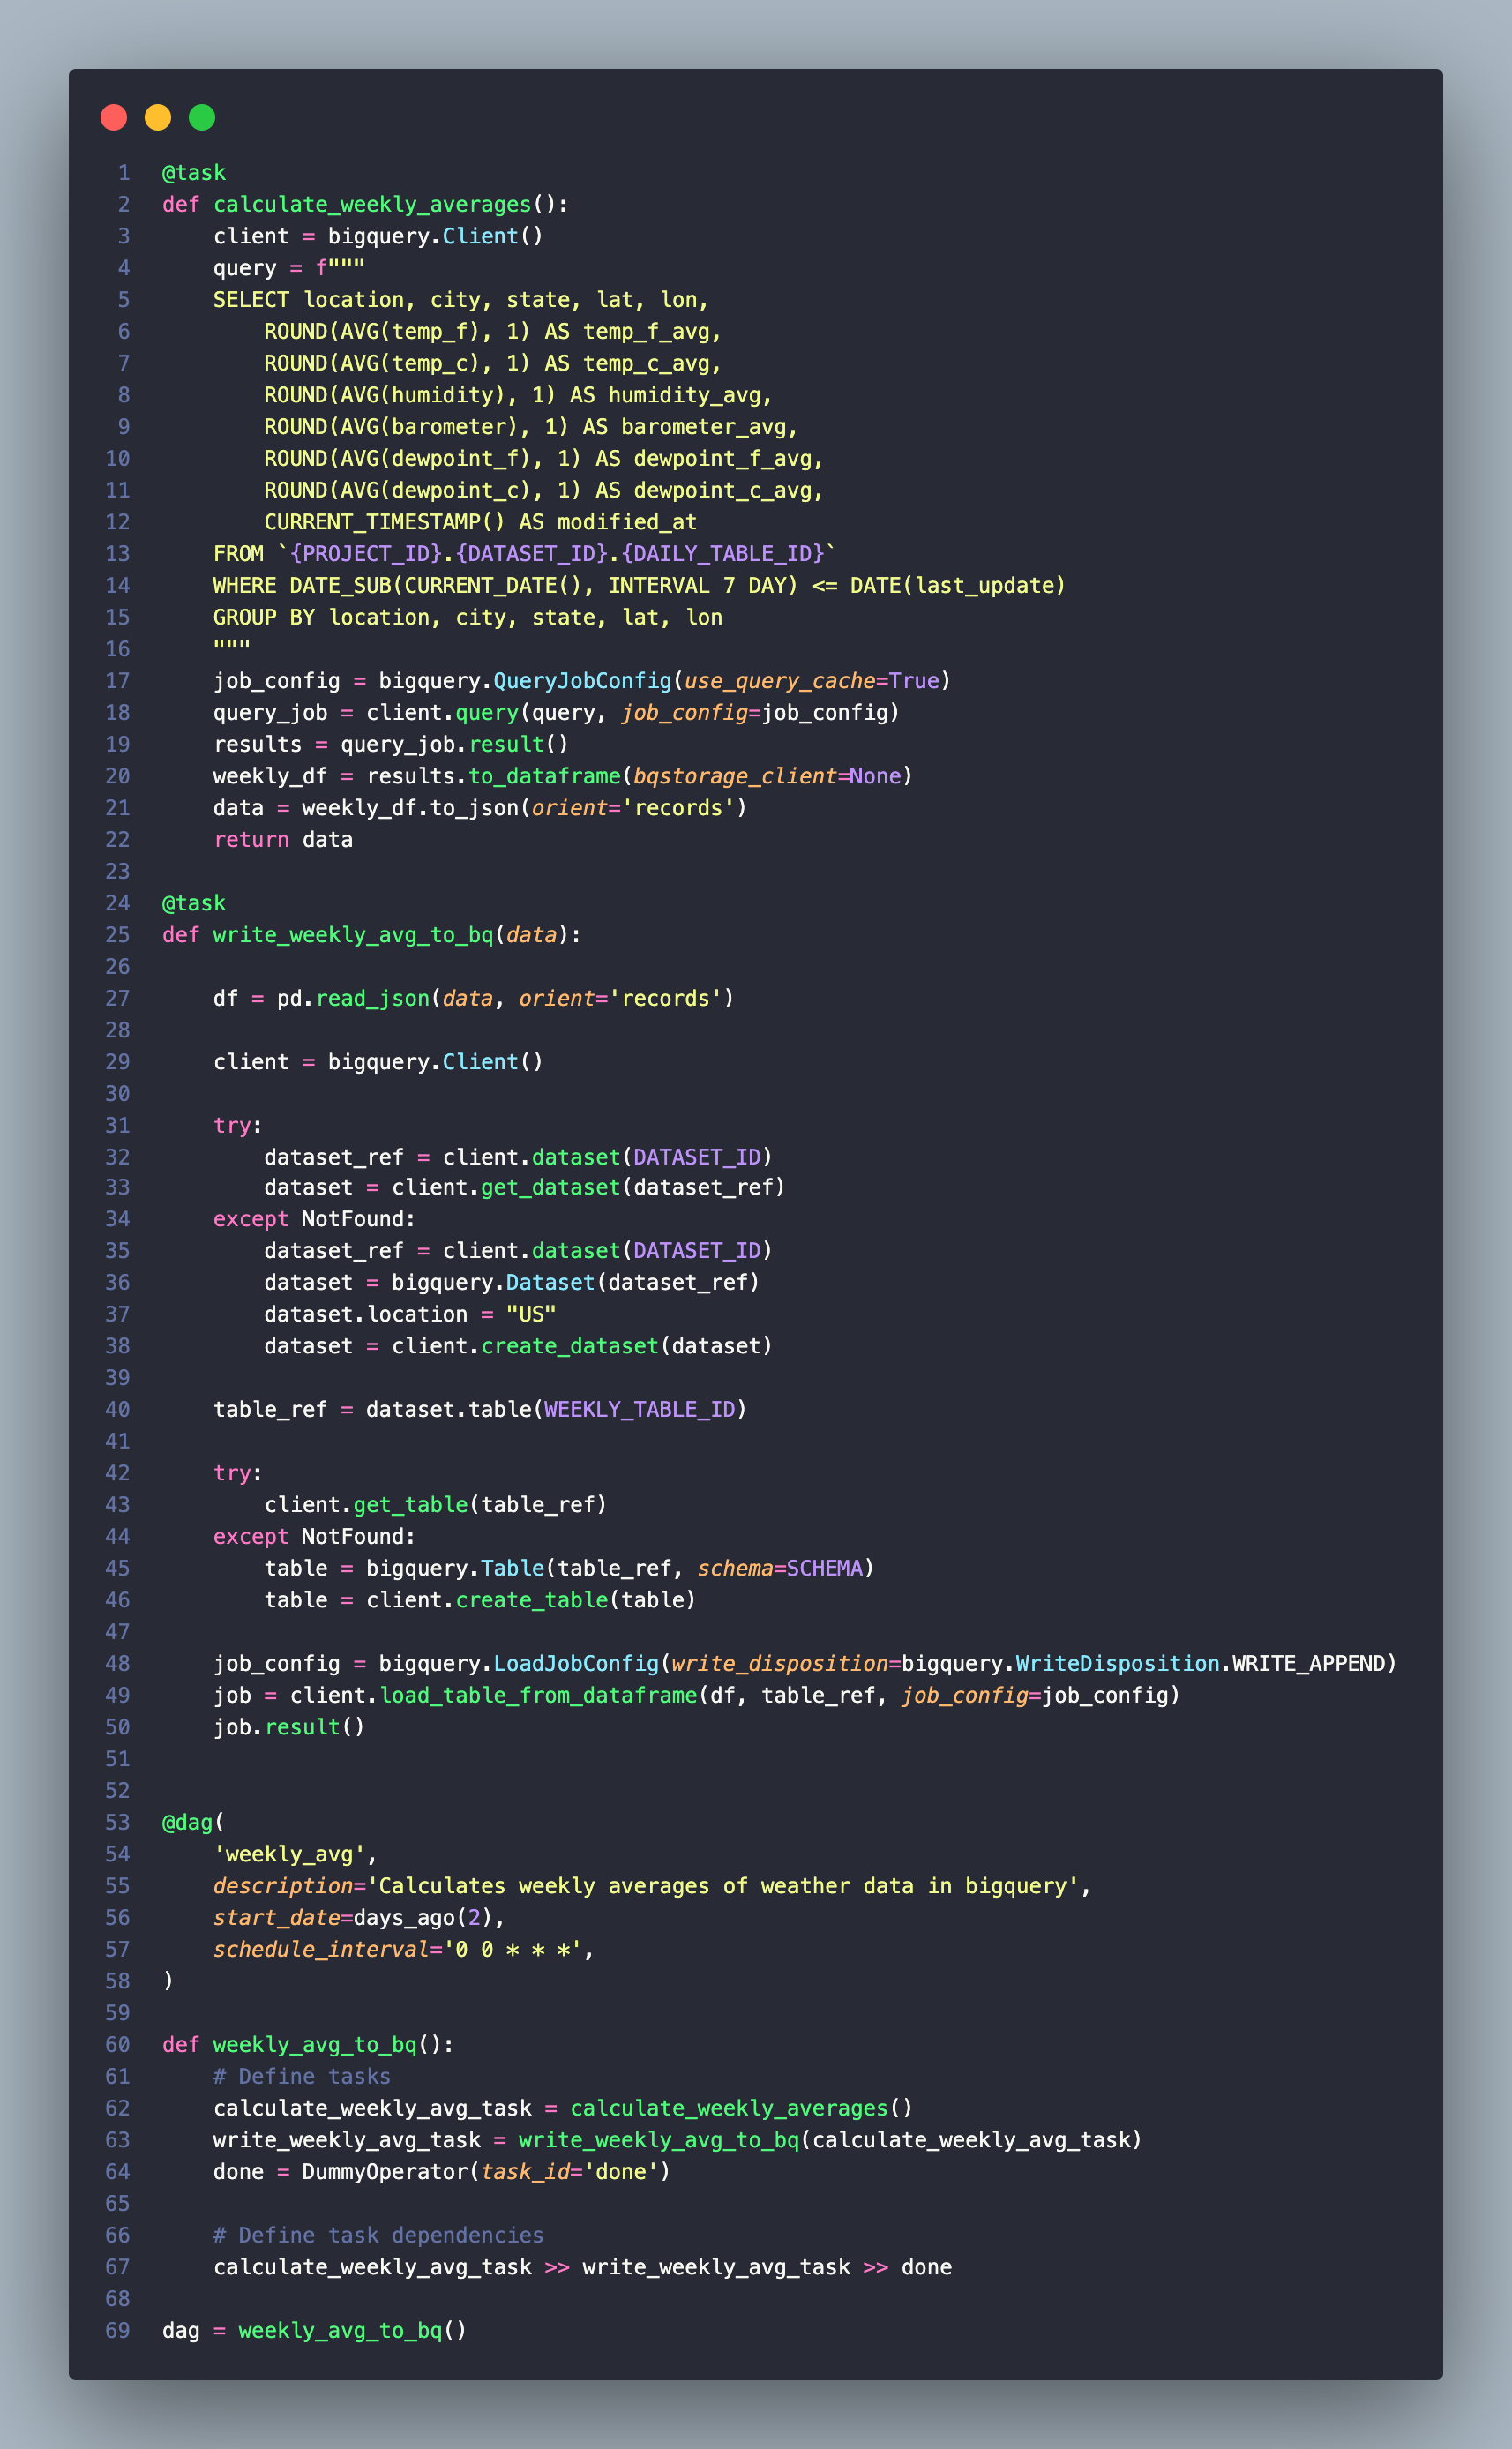 1 @task
2 def calculate_weekly_averages():
3     client = bigquery.Client()
4     query = f"""
5     SELECT location, city, state, lat, lon,
6         ROUND(AVG(temp_f), 1) AS temp_f_avg,
7         ROUND(AVG(temp_c), 1) AS temp_c_avg,
8         ROUND(AVG(humidity), 1) AS humidity_avg,
9         ROUND(AVG(barometer), 1) AS barometer_avg,
10         ROUND(AVG(dewpoint_f), 1) AS dewpoint_f_avg,
11         ROUND(AVG(dewpoint_c), 1) AS dewpoint_c_avg,
12         CURRENT_TIMESTAMP() AS modified_at
13     FROM `{PROJECT_ID}.{DATASET_ID}.{DAILY_TABLE_ID}`
14     WHERE DATE_SUB(CURRENT_DATE(), INTERVAL 7 DAY) <= DATE(last_update)
15     GROUP BY location, city, state, lat, lon
16     """
17     job_config = bigquery.QueryJobConfig(use_query_cache=True)
18     query_job = client.query(query, job_config=job_config)
19     results = query_job.result()
20     weekly_df = results.to_dataframe(bqstorage_client=None)
21     data = weekly_df.to_json(orient='records')
22     return data
23
24 @task
25 def write_weekly_avg_to_bq(data):
26
27     df = pd.read_json(data, orient='records')
28
29     client = bigquery.Client()
30
31     try:
32         dataset_ref = client.dataset(DATASET_ID)
33         dataset = client.get_dataset(dataset_ref)
34     except NotFound:
35         dataset_ref = client.dataset(DATASET_ID)
36         dataset = bigquery.Dataset(dataset_ref)
37         dataset.location = "US"
38         dataset = client.create_dataset(dataset)
39
40     table_ref = dataset.table(WEEKLY_TABLE_ID)
41
42     try:
43         client.get_table(table_ref)
44     except NotFound:
45         table = bigquery.Table(table_ref, schema=SCHEMA)
46         table = client.create_table(table)
47
48     job_config = bigquery.LoadJobConfig(write_disposition=bigquery.WriteDisposition.WRITE_APPEND)
49     job = client.load_table_from_dataframe(df, table_ref, job_config=job_config)
50     job.result()
51
52
53 @dag(
54     'weekly_avg',
55     description='Calculates weekly averages of weather data in bigquery',
56     start_date=days_ago(2),
57     schedule_interval='0 0 * * *',
58 )
59
60 def weekly_avg_to_bq():
61     # Define tasks
62     calculate_weekly_avg_task = calculate_weekly_averages()
63     write_weekly_avg_task = write_weekly_avg_to_bq(calculate_weekly_avg_task)
64     done = DummyOperator(task_id='done')
65
66     # Define task dependencies
67     calculate_weekly_avg_task >> write_weekly_avg_task >> done
68
69 dag = weekly_avg_to_bq()